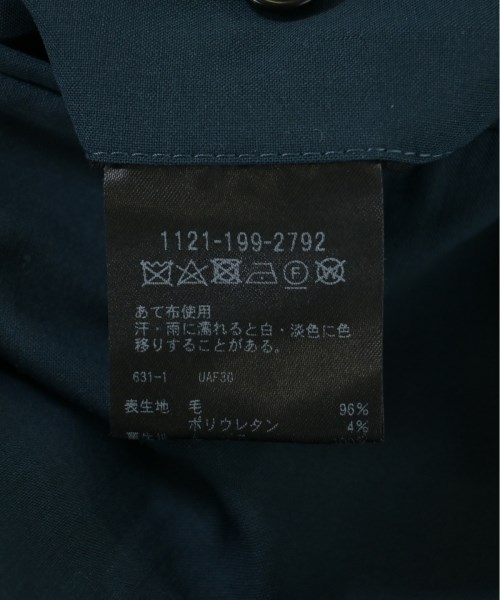 1121-199-2792
あて布使用
汗・雨に濡れると白・淡色に色
移りすることがある。
631-1 UAF36
表生地 毛 96%
ポリウレタン 4%